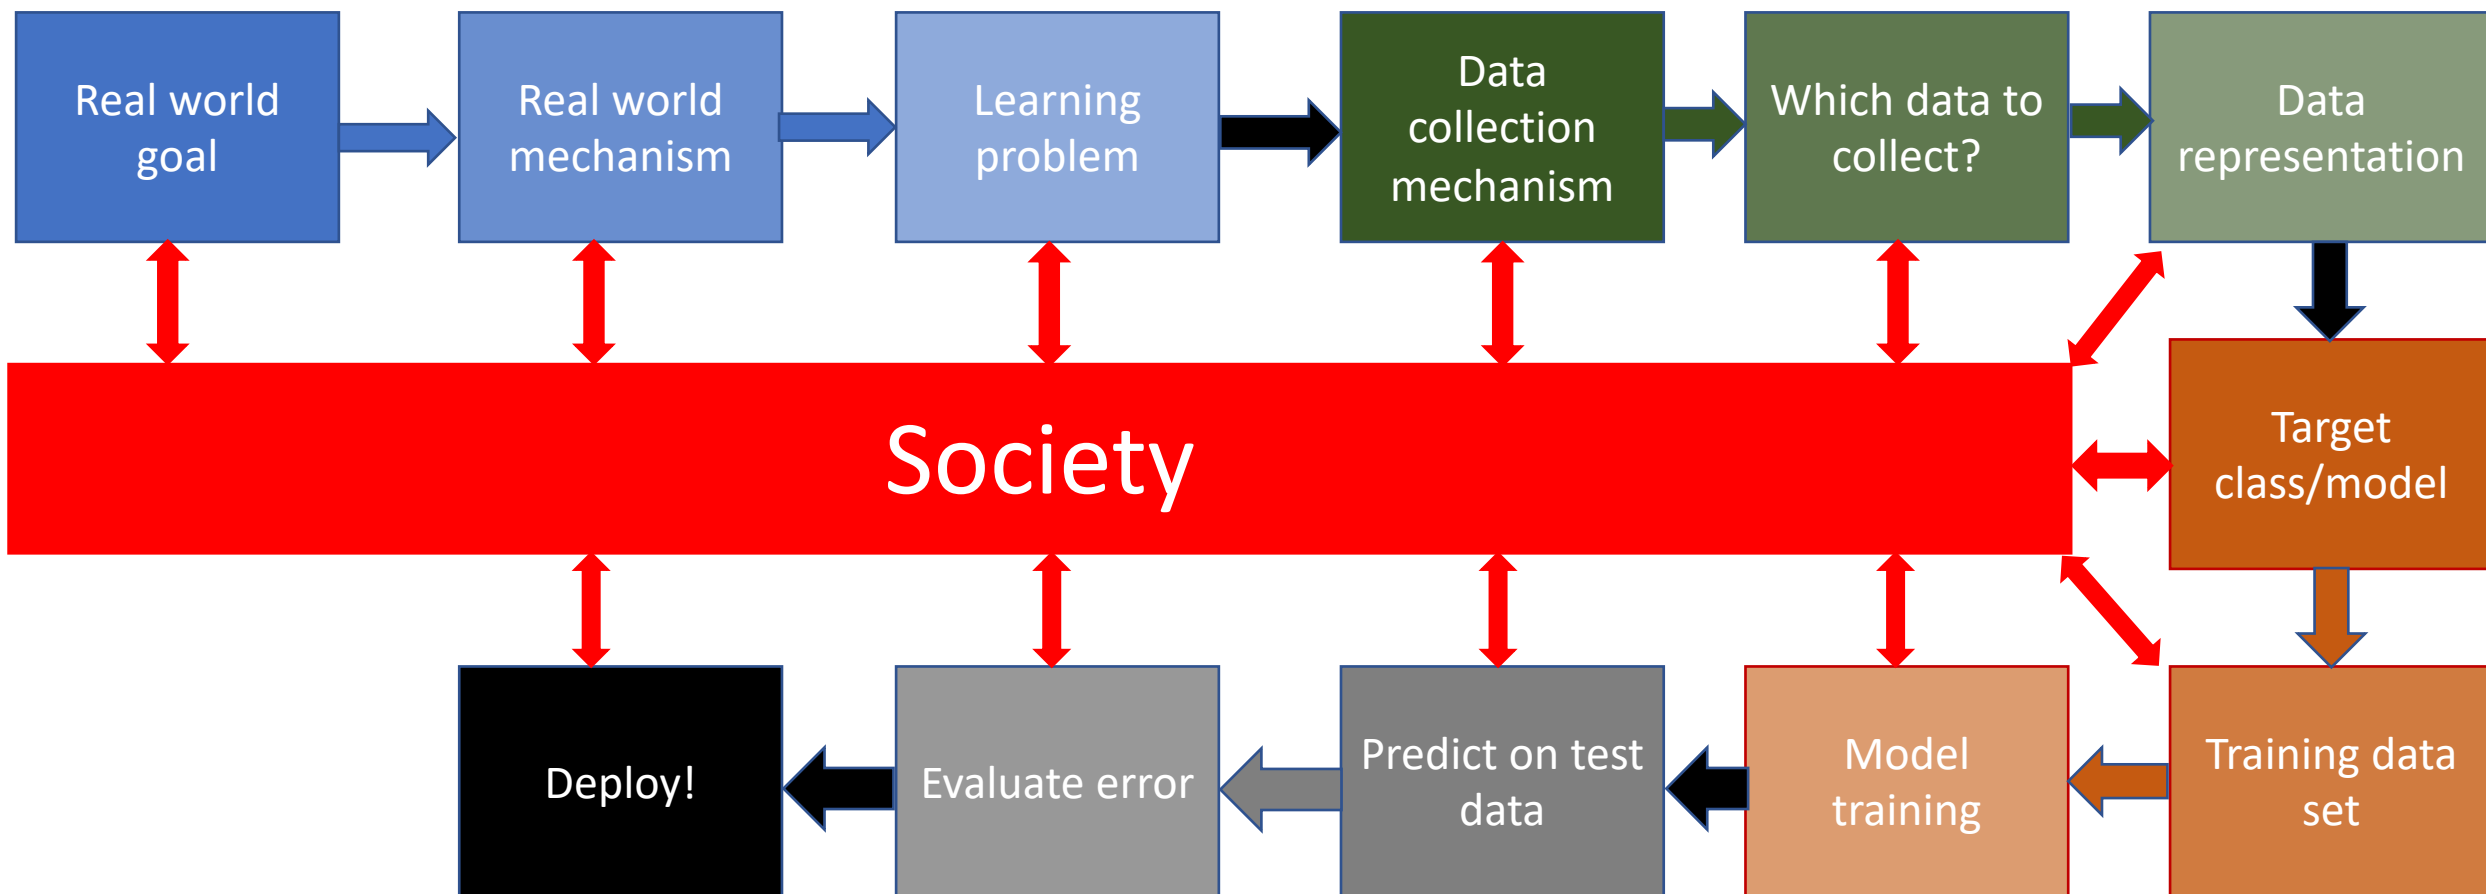 Real world
goal
Real world
mechanism
Learning
problem
Data
collection
mechanism
Which data to
collect?
Data
representation
Society
Target
class/model
Deploy!
Evaluate error
Predict on test
data
Model
training
Training data
set